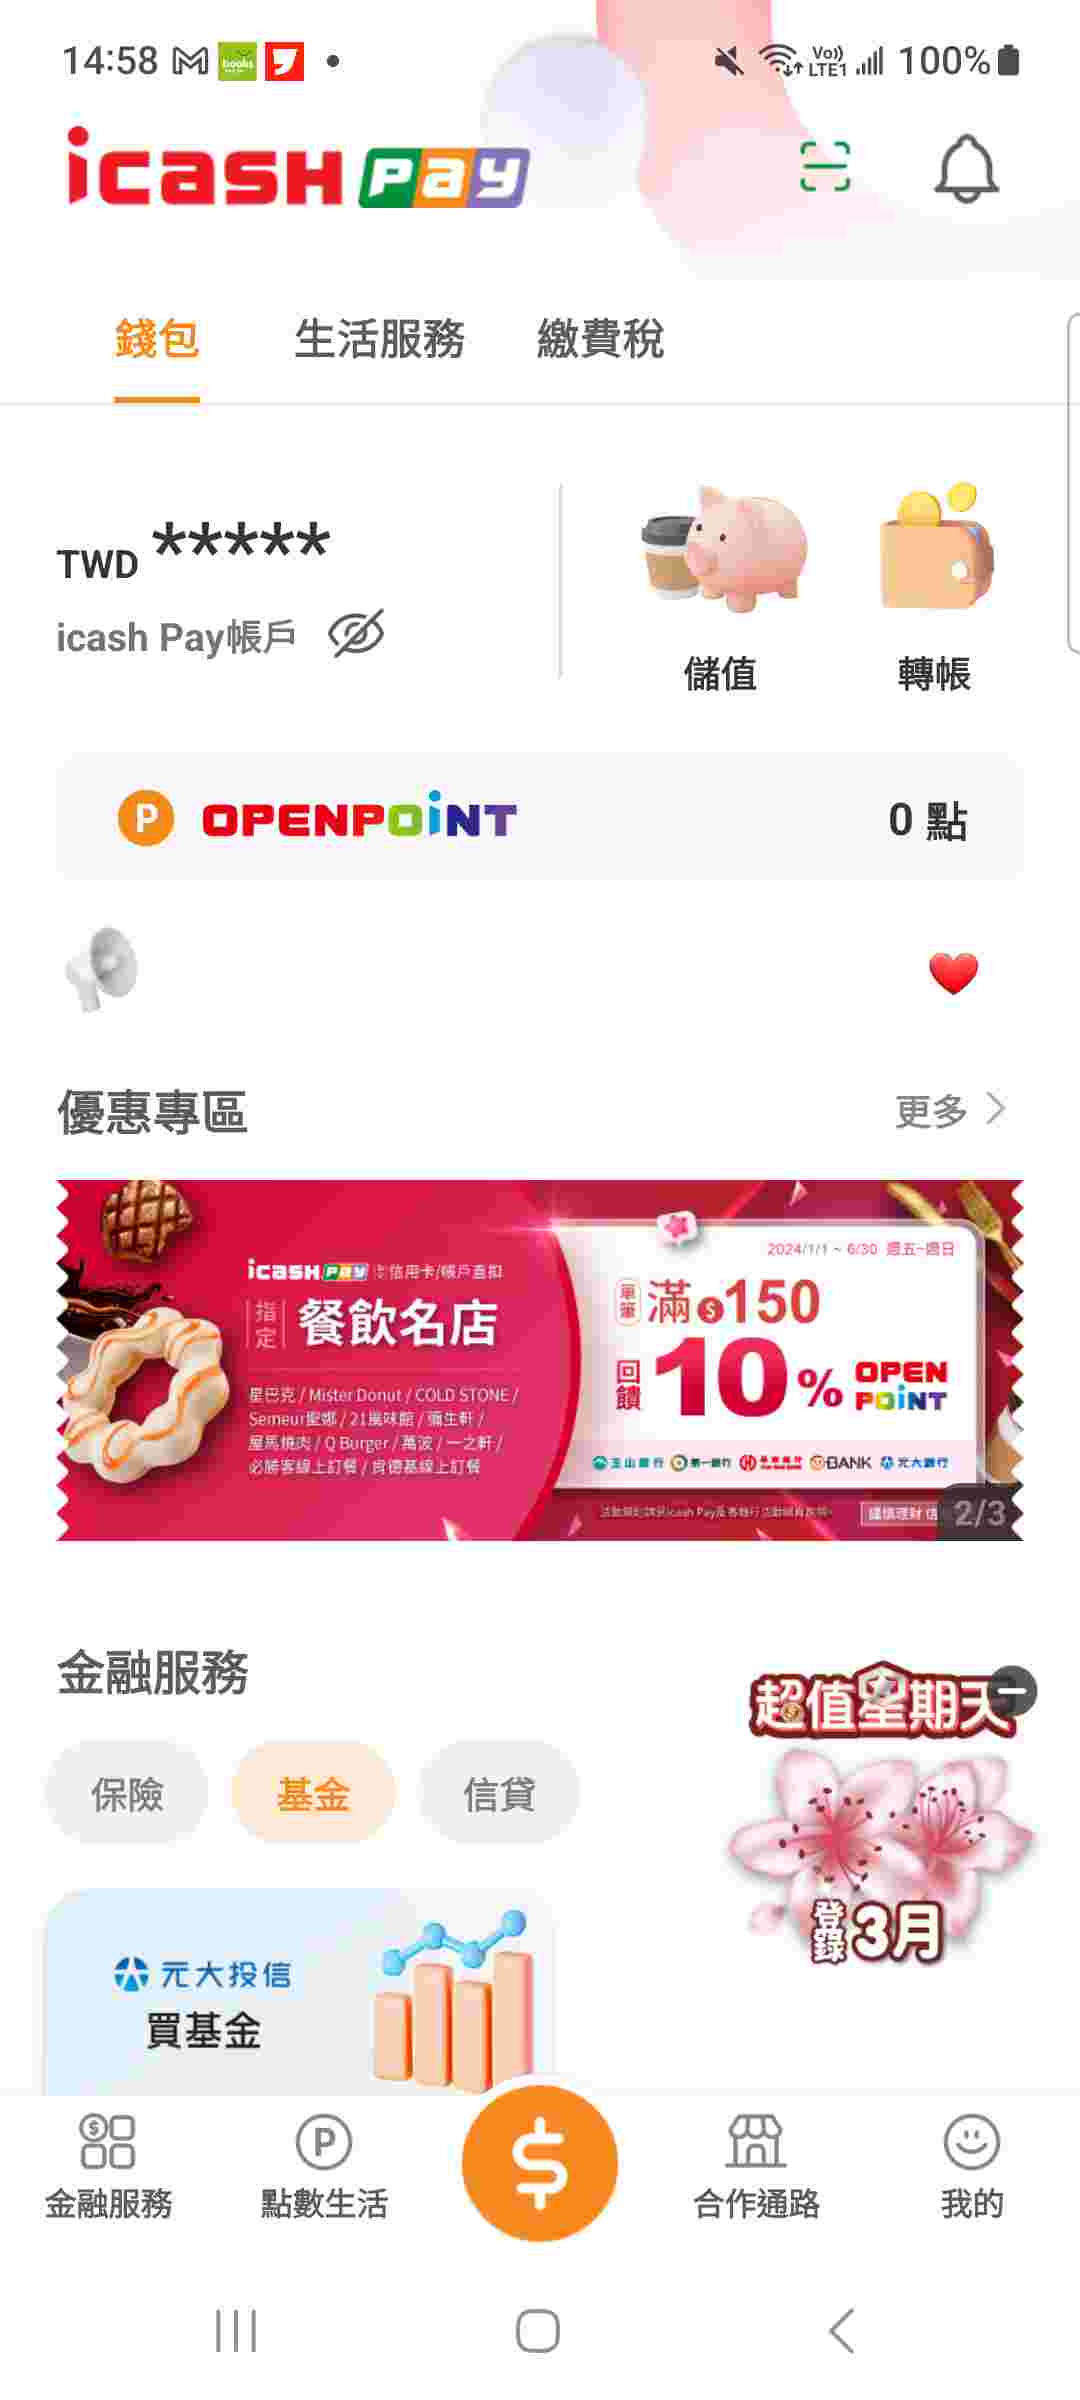 14:58
books
Vo))
LTE1
100%
icash Pay
錢包
生活服務
繳費稅
TWD *****
icash Pay帳戶
儲值
轉帳
P OPENPOINT
0 點
優惠專區
更多
icash Pay 信用卡/帳戶直扣
指定
餐飲名店
星巴克 / Mister Donut / COLD STONE /
Semeur聖娜 / 21風味館 / 彌生軒 /
屋馬燒肉 / Q Burger / 萬波 / 一之軒 /
必勝客線上訂餐 / 肯德基線上訂餐
2024/1/1 ~ 6/30 週五~週日
單筆 滿$150
回饋 10% OPEN POINT
玉山銀行 第一銀行 BANK 元大銀行
謹慎理財 信
2/3
金融服務
保險
基金
信貸
超值星期天
登錄3月
元大投信
買基金
金融服務
點數生活
$
合作通路
我的